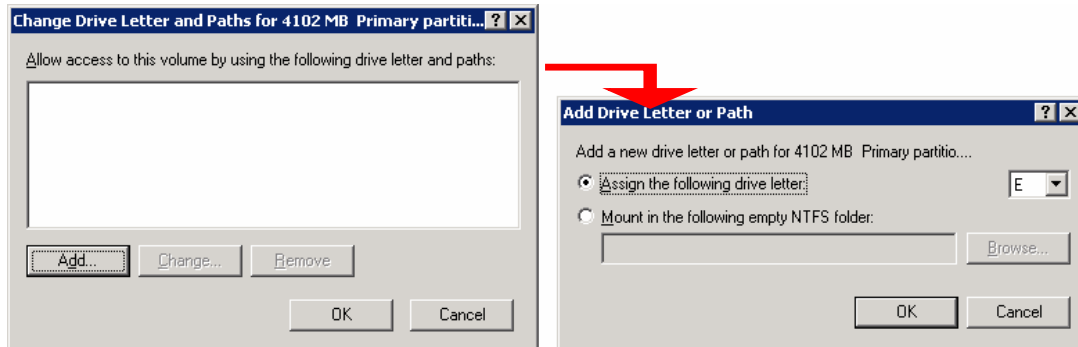 Change Drive Letter and Paths for 4102 MB Primary partiti...
Allow access to this volume by using the following drive letter and paths:
Add...
Change...
Remove
OK
Cancel
Add Drive Letter or Path
Add a new drive letter or path for 4102 MB Primary partitio....
Assign the following drive letter:
E
Mount in the following empty NTFS folder:
Browse...
OK
Cancel